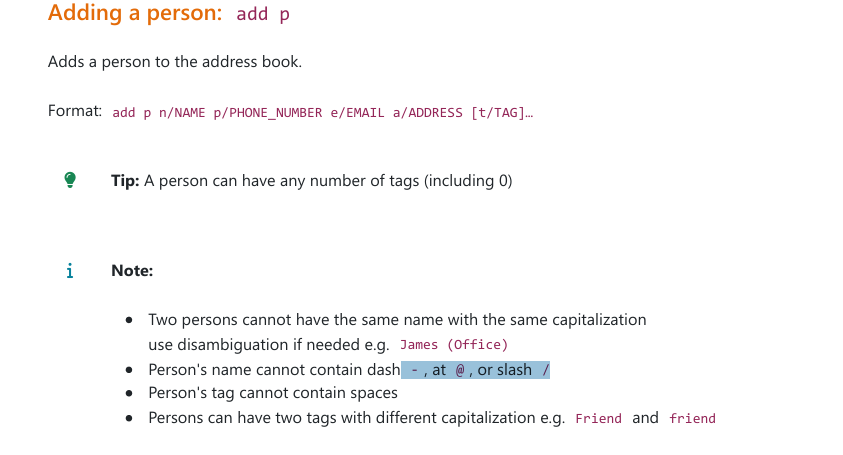 Adding a person: add p
Adds a person to the address book.
Format: add p n/NAME p/PHONE_NUMBER e/EMAIL a/ADDRESS [t/TAG]…
Tip: A person can have any number of tags (including 0)
Note:
• Two persons cannot have the same name with the same capitalization
use disambiguation if needed e.g. James (Office)
• Person's name cannot contain dash - , at @ , or slash /
• Person's tag cannot contain spaces
• Persons can have two tags with different capitalization e.g. Friend and friend